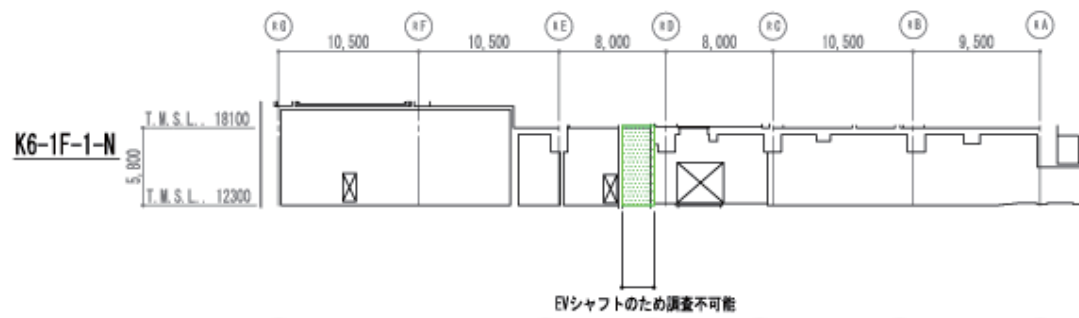 RG RF RE RD RC RB RA
10,500 10,500 8,000 8,000 10,500 9,500
T.M.S.L.. 18100
K6-1F-1-N
5,800
T.M.S.L.. 12300
EVシャフトのため調査不可能